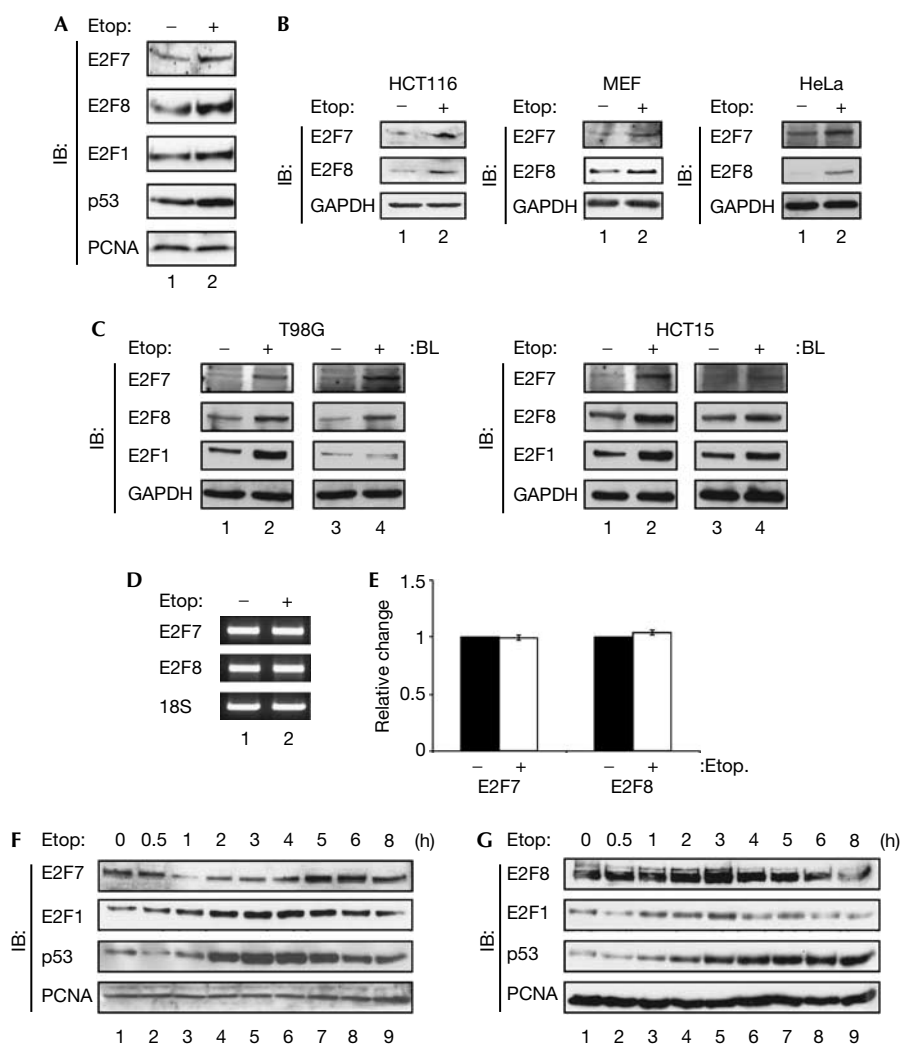 A Etop: – +
IB:
E2F7
E2F8
E2F1
p53
PCNA
1 2
B
HCT116
Etop: – +
IB:
E2F7
E2F8
GAPDH
1 2
MEF
Etop: – +
IB:
E2F7
E2F8
GAPDH
1 2
HeLa
Etop: – +
IB:
E2F7
E2F8
GAPDH
1 2
C
T98G
Etop: – + – + :BL
IB:
E2F7
E2F8
E2F1
GAPDH
1 2 3 4
HCT15
Etop: – + – + :BL
IB:
E2F7
E2F8
E2F1
GAPDH
1 2 3 4
D
Etop: – +
E2F7
E2F8
18S
1 2
E
Relative change
1.5
1
0.5
0
– + – + :Etop.
E2F7 E2F8
F Etop: 0 0.5 1 2 3 4 5 6 8 (h)
IB:
E2F7
E2F1
p53
PCNA
1 2 3 4 5 6 7 8 9
G Etop: 0 0.5 1 2 3 4 5 6 8 (h)
IB:
E2F8
E2F1
p53
PCNA
1 2 3 4 5 6 7 8 9